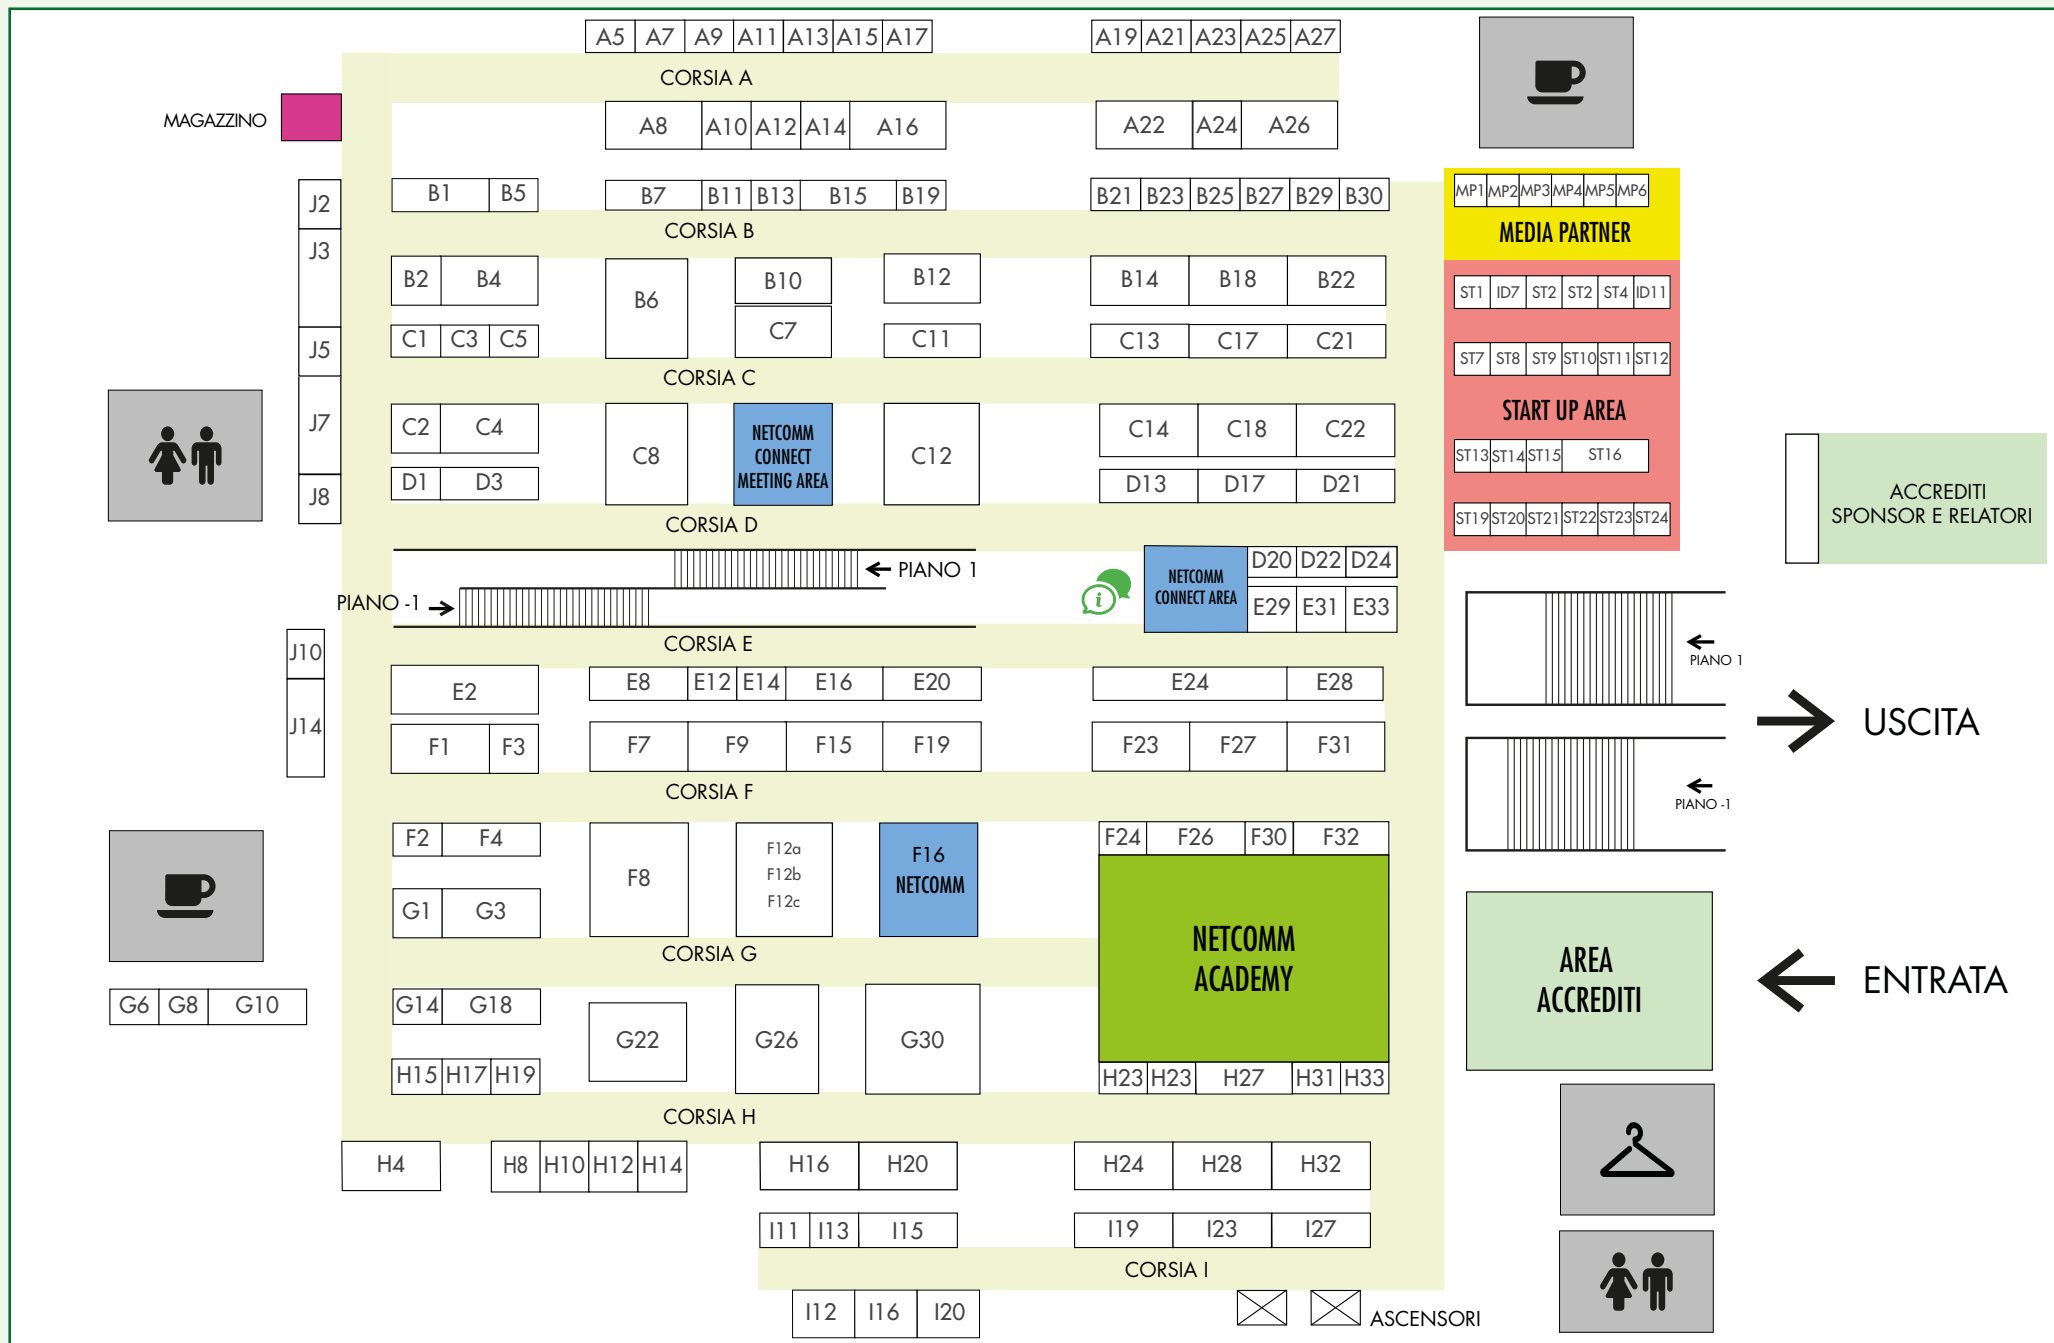 A5 A7 A9 A11 A13 A15 A17 A19 A21 A23 A25 A27
CORSIA A
MAGAZZINO
A8 A10 A12 A14 A16 A22 A24 A26
J2 B1 B5 B7 B11 B13 B15 B19 B21 B23 B25 B27 B29 B30 MP1 MP2 MP3 MP4 MP5 MP6
CORSIA B
MEDIA PARTNER
J3 B2 B4 B6 B10 B12 B14 B18 B22
ST1 ID7 ST2 ST2 ST4 ID11
J5 C1 C3 C5 C7 C11 C13 C17 C21
ST7 ST8 ST9 ST10 ST11 ST12
CORSIA C
START UP AREA
J7 C2 C4 C8
NETCOMM
CONNECT
MEETING AREA
C12 C14 C18 C22
ST13 ST14 ST15 ST16
J8 D1 D3 D13 D17 D21
ST19 ST20 ST21 ST22 ST23 ST24
ACCREDITI
SPONSOR E RELATORI
CORSIA D
PIANO 1
PIANO -1
i
NETCOMM
CONNECT AREA
D20 D22 D24
E29 E31 E33
CORSIA E
PIANO 1
J10 E2 E8 E12 E14 E16 E20 E24 E28
J14 F1 F3 F7 F9 F15 F19 F23 F27 F31
USCITA
CORSIA F
PIANO -1
F2 F4 F8
F12a
F12b
F12c
F16
NETCOMM
F24 F26 F30 F32
G1 G3
CORSIA G
NETCOMM
ACADEMY
AREA
ACCREDITI
ENTRATA
G6 G8 G10 G14 G18 G22 G26 G30
H15 H17 H19 H23 H23 H27 H31 H33
CORSIA H
H4 H8 H10 H12 H14 H16 H20 H24 H28 H32
I11 I13 I15 I19 I23 I27
CORSIA I
I12 I16 I20
ASCENSORI